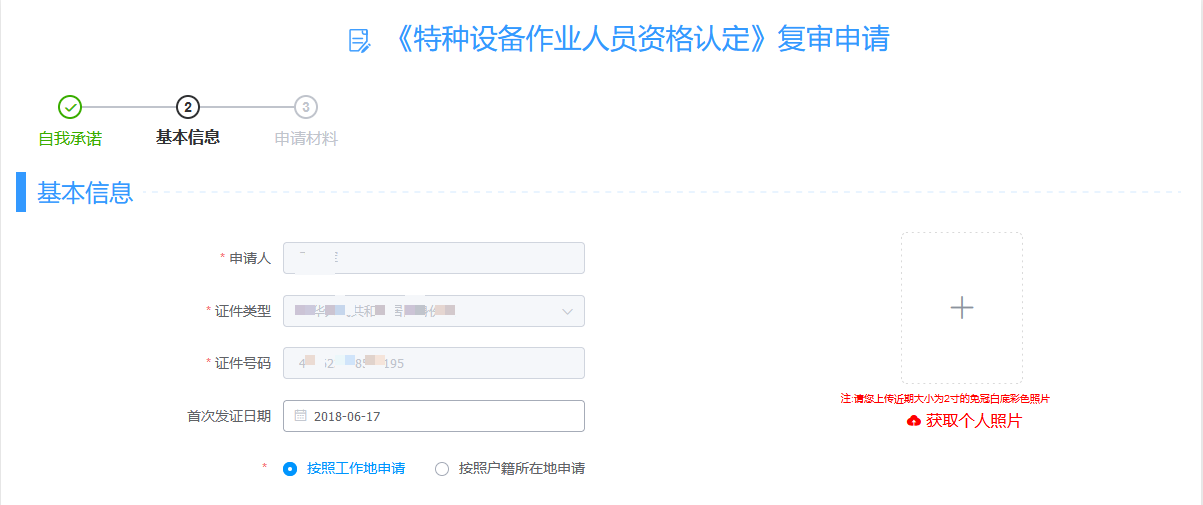 《特种设备作业人员资格认定》复审申请
2
3
自我承诺
基本信息
申请材料
基本信息
* 申请人
* 证件类型
* 证件号码
195
首次发证日期
2018-06-17
* 按照工作地申请 按照户籍所在地申请
注:请您上传近期大小为2寸的免冠白底彩色照片
获取个人照片